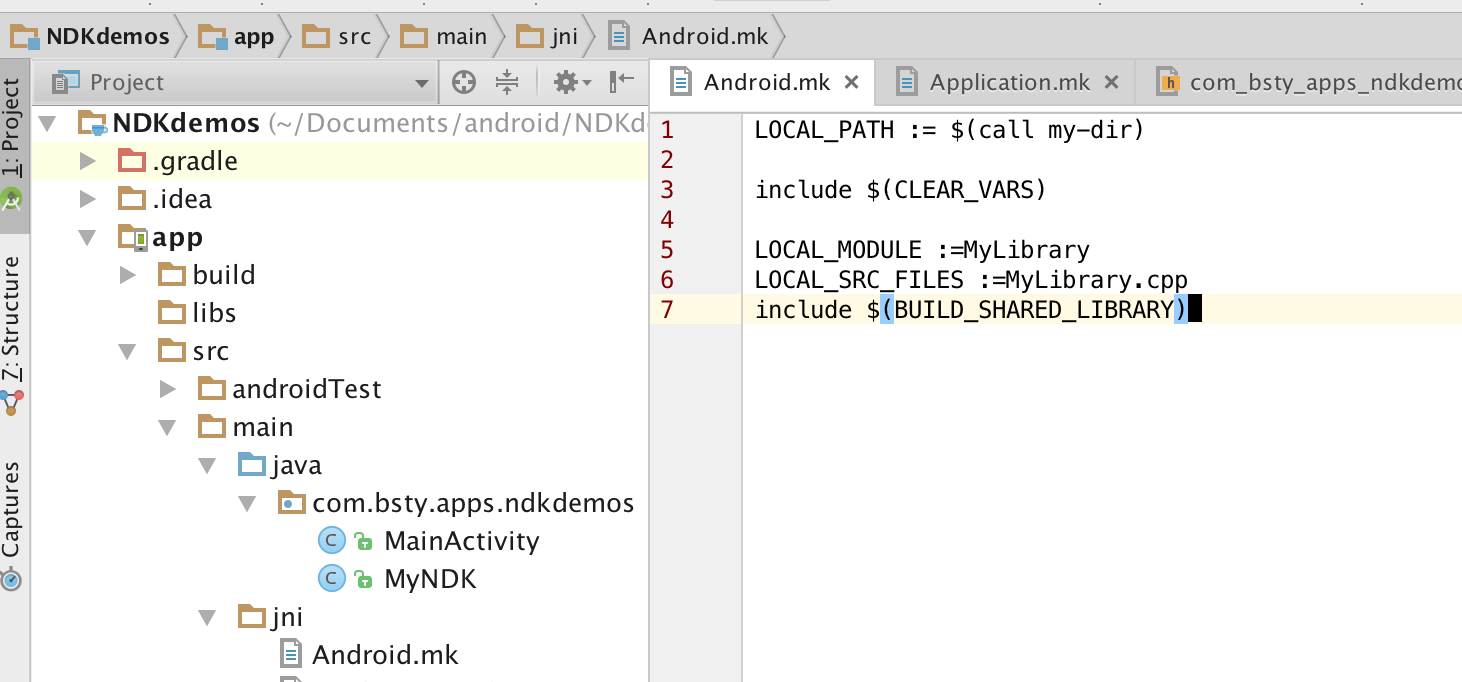 NDKdemos app src main jni Android.mk
Project
Android.mk Application.mk com_bsty_apps_ndkdemo
1: Project
7: Structure
Captures
NDKdemos (~/Documents/android/NDKd
.gradle
.idea
app
build
libs
src
androidTest
main
java
com.bsty.apps.ndkdemos
C MainActivity
C MyNDK
jni
Android.mk
1 LOCAL_PATH := $(call my-dir)
2
3 include $(CLEAR_VARS)
4
5 LOCAL_MODULE :=MyLibrary
6 LOCAL_SRC_FILES :=MyLibrary.cpp
7 include $(BUILD_SHARED_LIBRARY)